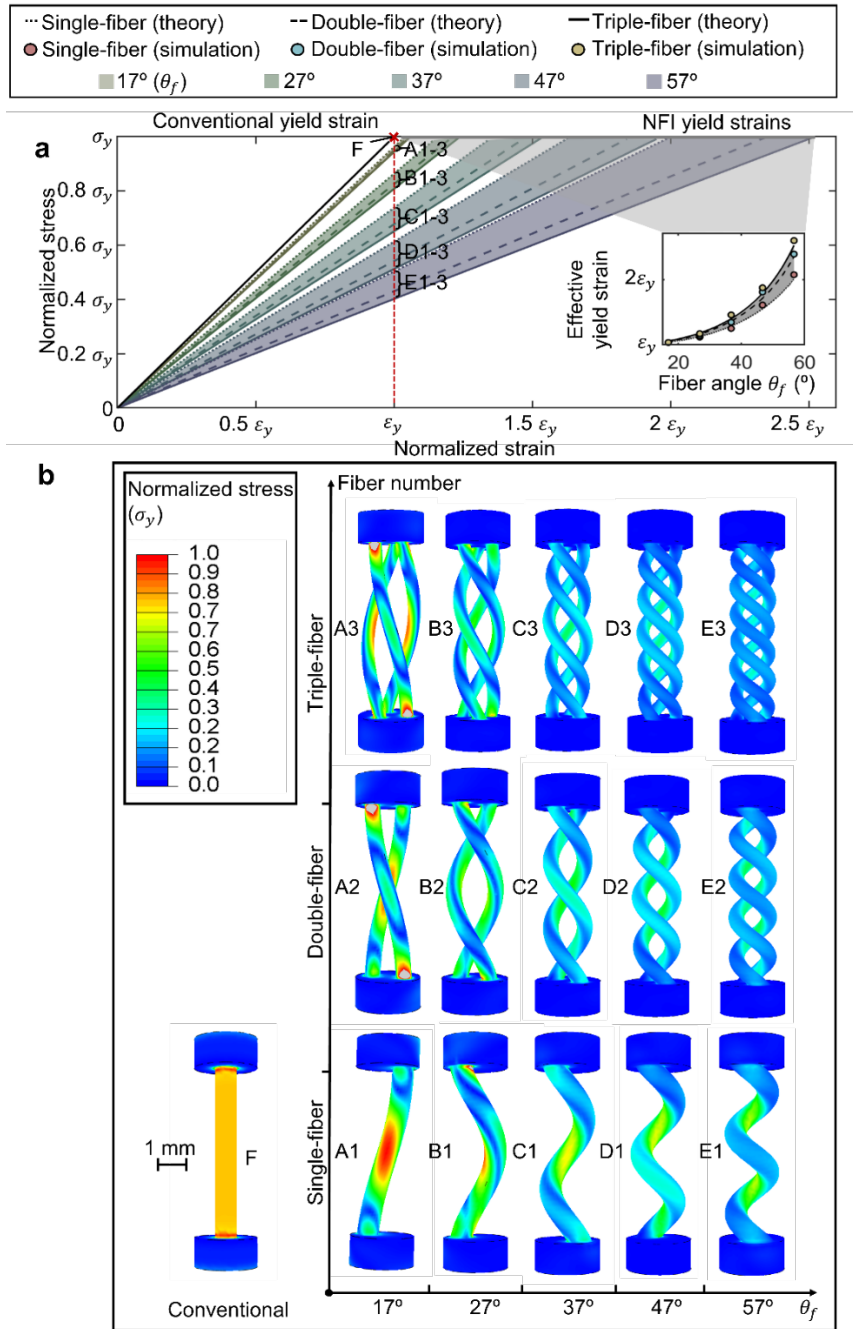 Single-fiber (theory) Double-fiber (theory) Triple-fiber (theory)
Single-fiber (simulation) Double-fiber (simulation) Triple-fiber (simulation)
17° (θf) 27° 37° 47° 57°
a
Conventional yield strain NFI yield strains
σy
F
A1-3
0.8 σy
B1-3
C1-3
0.6 σy
D1-3
0.4 σy
E1-3
0.2 σy
0
Normalized stress
Effective
yield strain
2εy
εy
20 40 60
Fiber angle θf (°)
0 0.5 εy εy 1.5 εy 2 εy 2.5 εy
Normalized strain
b
Normalized stress
(σy)
1.0
0.9
0.8
0.7
0.6
0.5
0.4
0.3
0.2
0.1
0.0
Fiber number
Triple-fiber
A3 B3 C3 D3 E3
Double-fiber
A2 B2 C2 D2 E2
Single-fiber
1 mm
F
A1 B1 C1 D1 E1
Conventional
17° 27° 37° 47° 57° θf